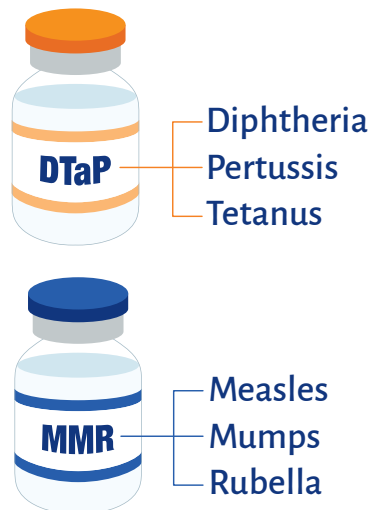 DTaP
Diphtheria
Pertussis
Tetanus
MMR
Measles
Mumps
Rubella